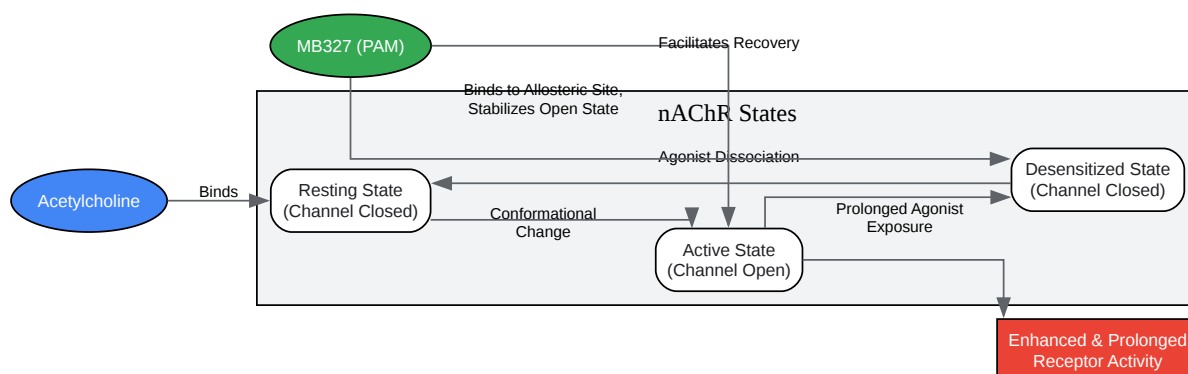 MB327 (PAM)
Facilitates Recovery
Binds to Allosteric Site,
Stabilizes Open State
nAChR States
Agonist Dissociation
Desensitized State
(Channel Closed)
Acetylcholine
Binds
Resting State
(Channel Closed)
Conformational
Change
Prolonged Agonist
Exposure
Active State
(Channel Open)
Enhanced & Prolonged
Receptor Activity